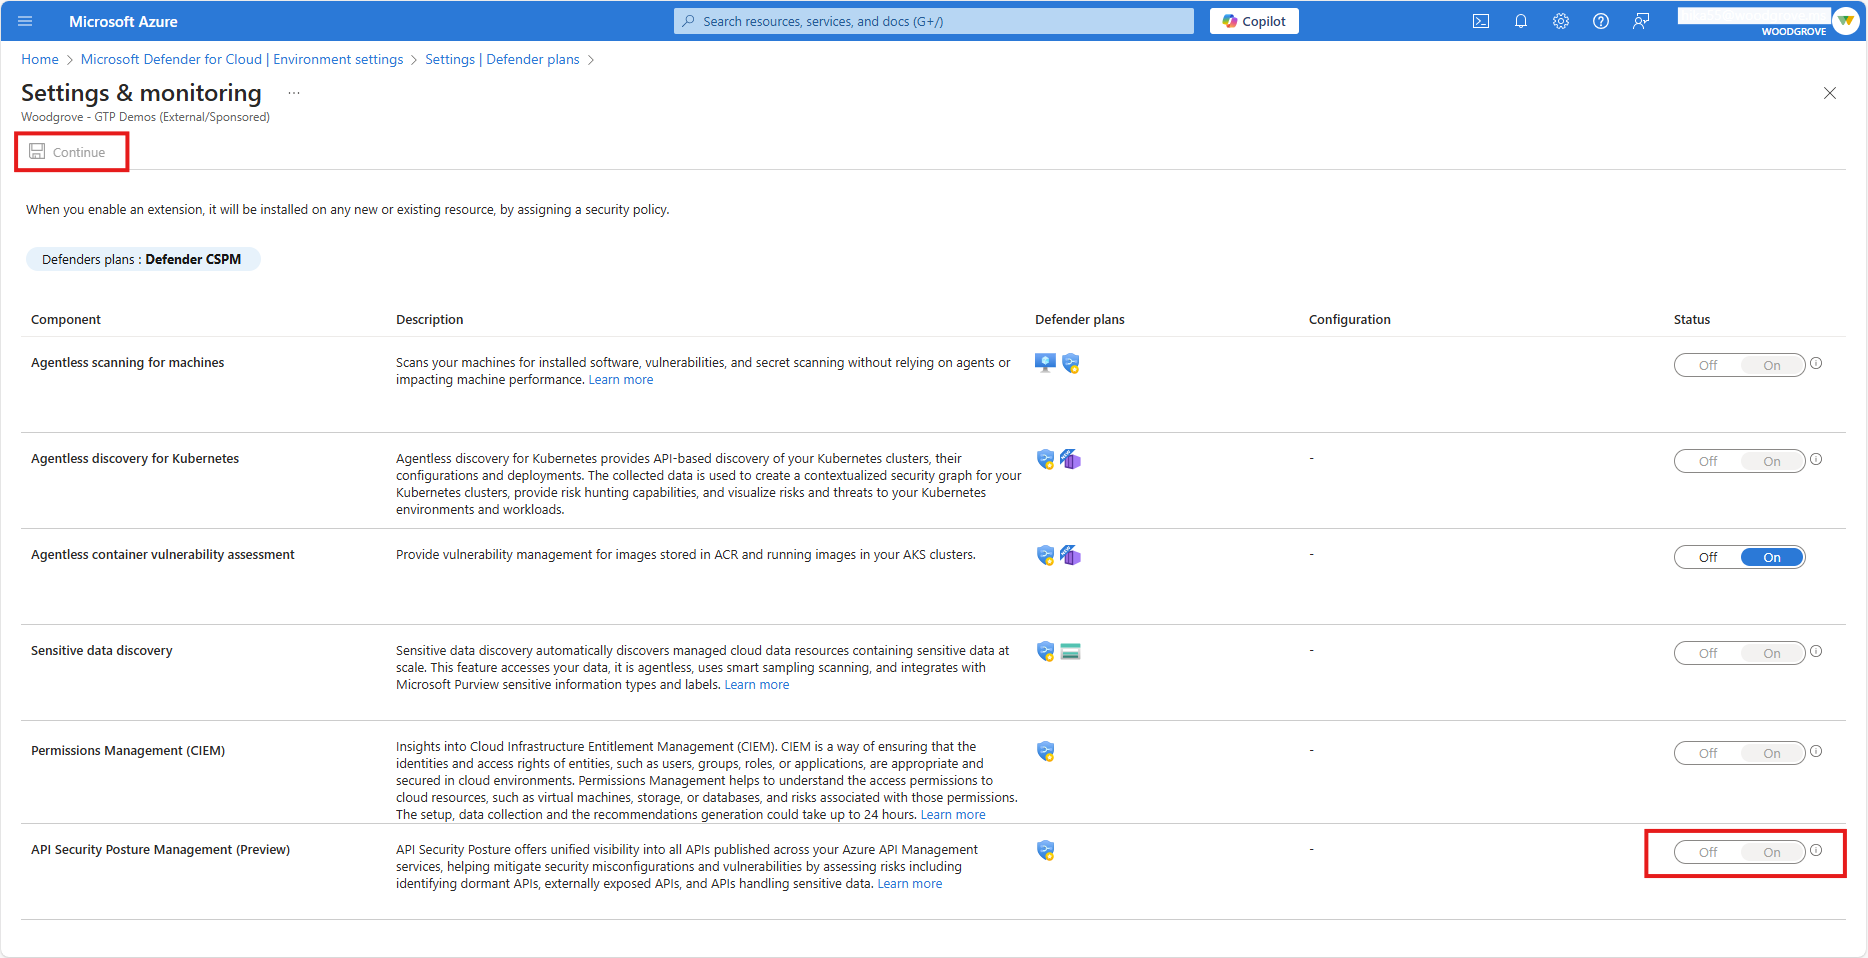 Microsoft Azure
Search resources, services, and docs (G+/)
Copilot
WOODGROVE
Home > Microsoft Defender for Cloud | Environment settings > Settings | Defender plans >
Settings & monitoring ...
Woodgrove - GTP Demos (External/Sponsored)
Continue
When you enable an extension, it will be installed on any new or existing resource, by assigning a security policy.
Defenders plans : Defender CSPM
Component Description Defender plans Configuration Status
Agentless scanning for machines
Scans your machines for installed software, vulnerabilities, and secret scanning without relying on agents or
impacting machine performance. Learn more
Off On
Agentless discovery for Kubernetes
Agentless discovery for Kubernetes provides API-based discovery of your Kubernetes clusters, their
configurations and deployments. The collected data is used to create a contextualized security graph for your
Kubernetes clusters, provide risk hunting capabilities, and visualize risks and threats to your Kubernetes
environments and workloads.
-
Off On
Agentless container vulnerability assessment
Provide vulnerability management for images stored in ACR and running images in your AKS clusters.
-
Off On
Sensitive data discovery
Sensitive data discovery automatically discovers managed cloud data resources containing sensitive data at
scale. This feature accesses your data, it is agentless, uses smart sampling scanning, and integrates with
Microsoft Purview sensitive information types and labels. Learn more
-
Off On
Permissions Management (CIEM)
Insights into Cloud Infrastructure Entitlement Management (CIEM). CIEM is a way of ensuring that the
identities and access rights of entities, such as users, groups, roles, or applications, are appropriate and
secured in cloud environments. Permissions Management helps to understand the access permissions to
cloud resources, such as virtual machines, storage, or databases, and risks associated with those permissions.
The setup, data collection and the recommendations generation could take up to 24 hours. Learn more
-
Off On
API Security Posture Management (Preview)
API Security Posture offers unified visibility into all APIs published across your Azure API Management
services, helping mitigate security misconfigurations and vulnerabilities by assessing risks including
identifying dormant APIs, externally exposed APIs, and APIs handling sensitive data. Learn more
-
Off On